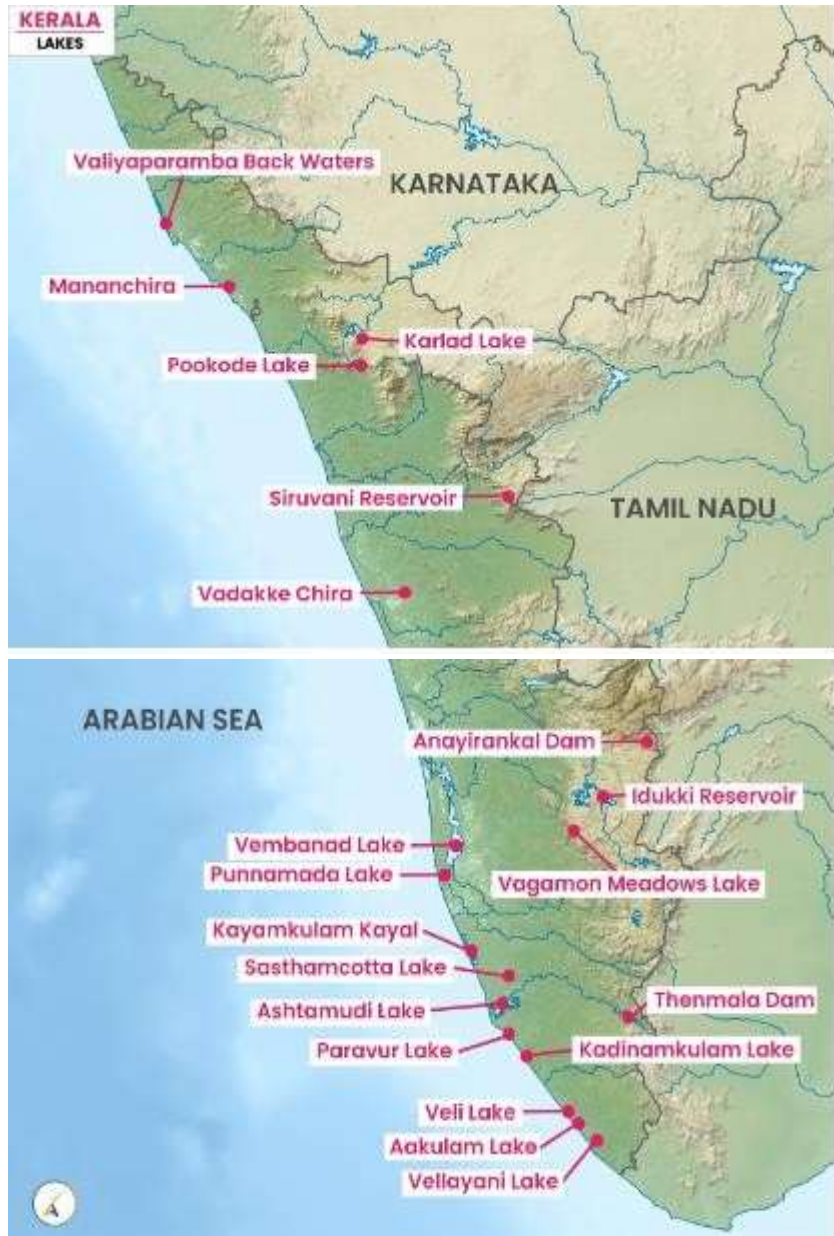 KERALA
LAKES
Valiyaparamba Back Waters
KARNATAKA
Mananchira
Karlad Lake
Pookode Lake
Siruvani Reservoir
TAMIL NADU
Vadakke Chira
ARABIAN SEA
Anayirankal Dam
Idukki Reservoir
Vembanad Lake
Punnamada Lake
Vagamon Meadows Lake
Kayamkulam Kayal
Sasthamcotta Lake
Ashtamudi Lake
Thenmala Dam
Paravur Lake
Kadinamkulam Lake
Veli Lake
Aakulam Lake
Vellayani Lake